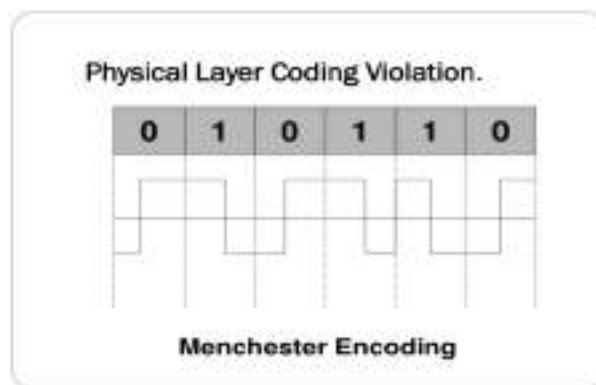 Physical Layer Coding Violation.
0 1 0 1 1 0
Menchester Encoding